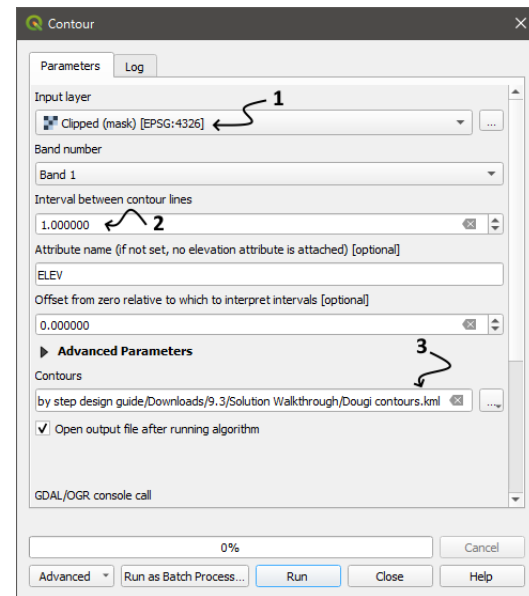 Contour
Parameters Log
Input layer
1
Clipped (mask) [EPSG:4326]
...
Band number
Band 1
Interval between contour lines
1.000000
2
Attribute name (if not set, no elevation attribute is attached) [optional]
ELEV
Offset from zero relative to which to interpret intervals [optional]
0.000000
Advanced Parameters
3
Contours
by step design guide/Downloads/9.3/Solution Walkthrough/Dougi contours.kml
...
Open output file after running algorithm
GDAL/OGR console call
0%
Cancel
Advanced Run as Batch Process... Run Close Help